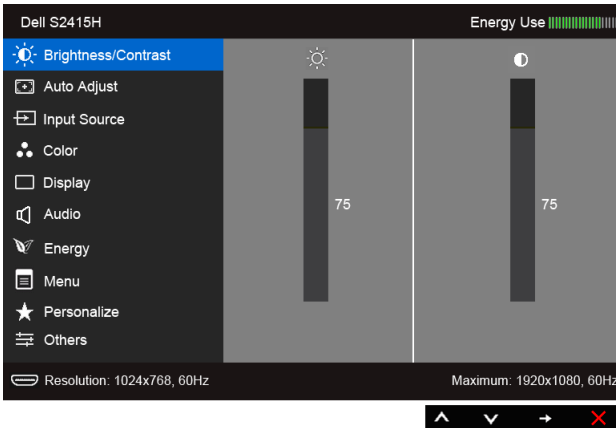 Dell S2415H
Energy Use
Brightness/Contrast
Auto Adjust
Input Source
Color
Display
Audio
Energy
Menu
Personalize
Others
75
75
Resolution: 1024x768, 60Hz
Maximum: 1920x1080, 60Hz